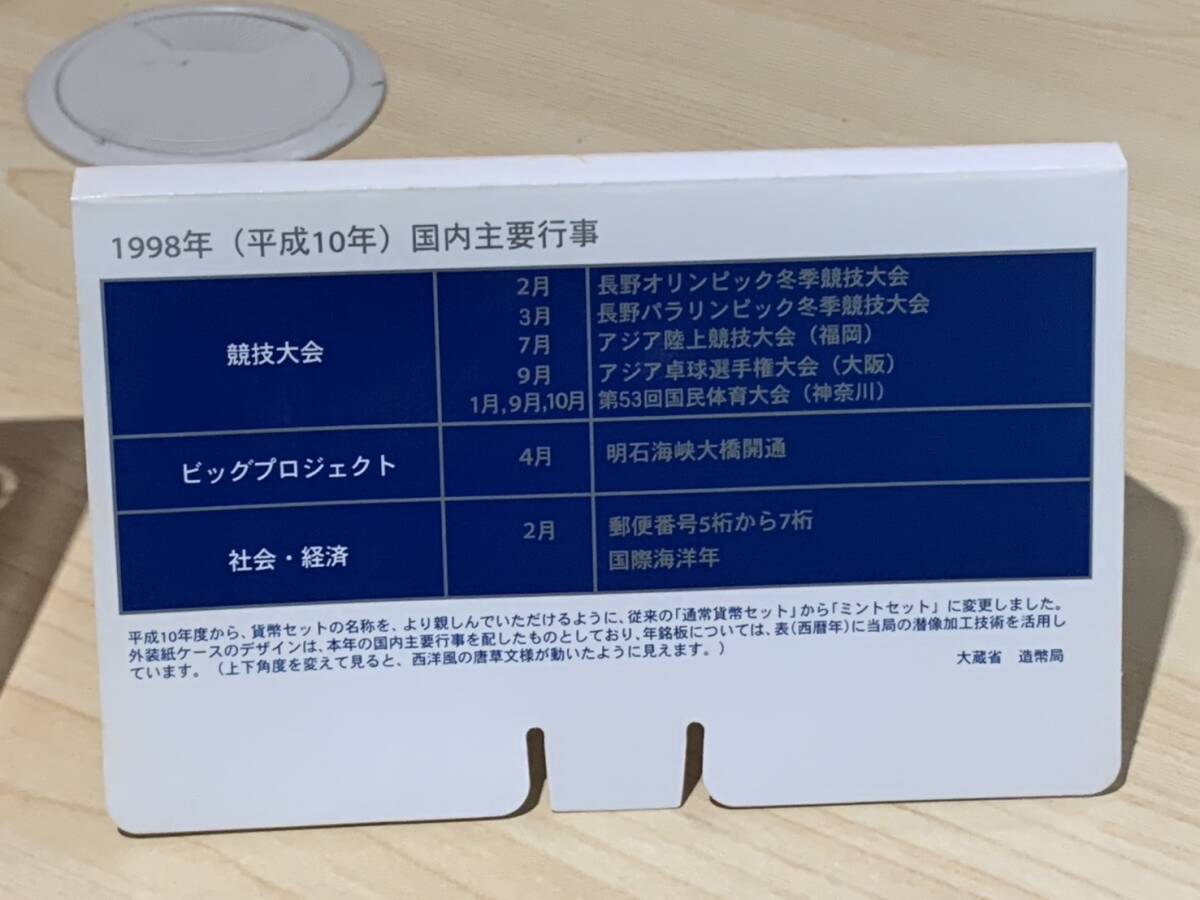 1998年（平成10年）国内主要行事
競技大会
2月 長野オリンピック冬季競技大会
3月 長野パラリンピック冬季競技大会
7月 アジア陸上競技大会（福岡）
9月 アジア卓球選手権大会（大阪）
1月,9月,10月 第53回国民体育大会（神奈川）
ビッグプロジェクト 4月 明石海峡大橋開通
社会・経済 2月 郵便番号5桁から7桁
国際海洋年
平成10年度から、貨幣セットの名称を、より親しんでいただけるように、従来の「通常貨幣セット」から「ミントセット」に変更しました。
外装紙ケースのデザインは、本年の国内主要行事を配したものとしており、年銘板については、表（西暦年）に当局の潜像加工技術を活用し
ています。（上下角度を変えて見ると、西洋風の唐草文様が動いたように見えます。）
大蔵省　造幣局